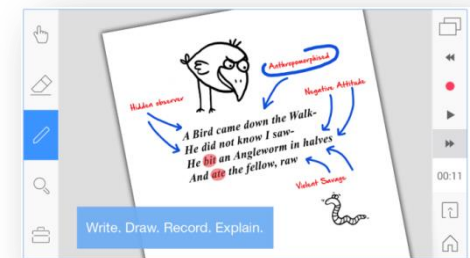 Anthropomorphised
Negative Attitude
Hidden observer
A Bird came down the Walk-
He did not know I saw-
He bit an Angleworm in halves
And ate the fellow, raw
Violent Savage
00:11
Write. Draw. Record. Explain.